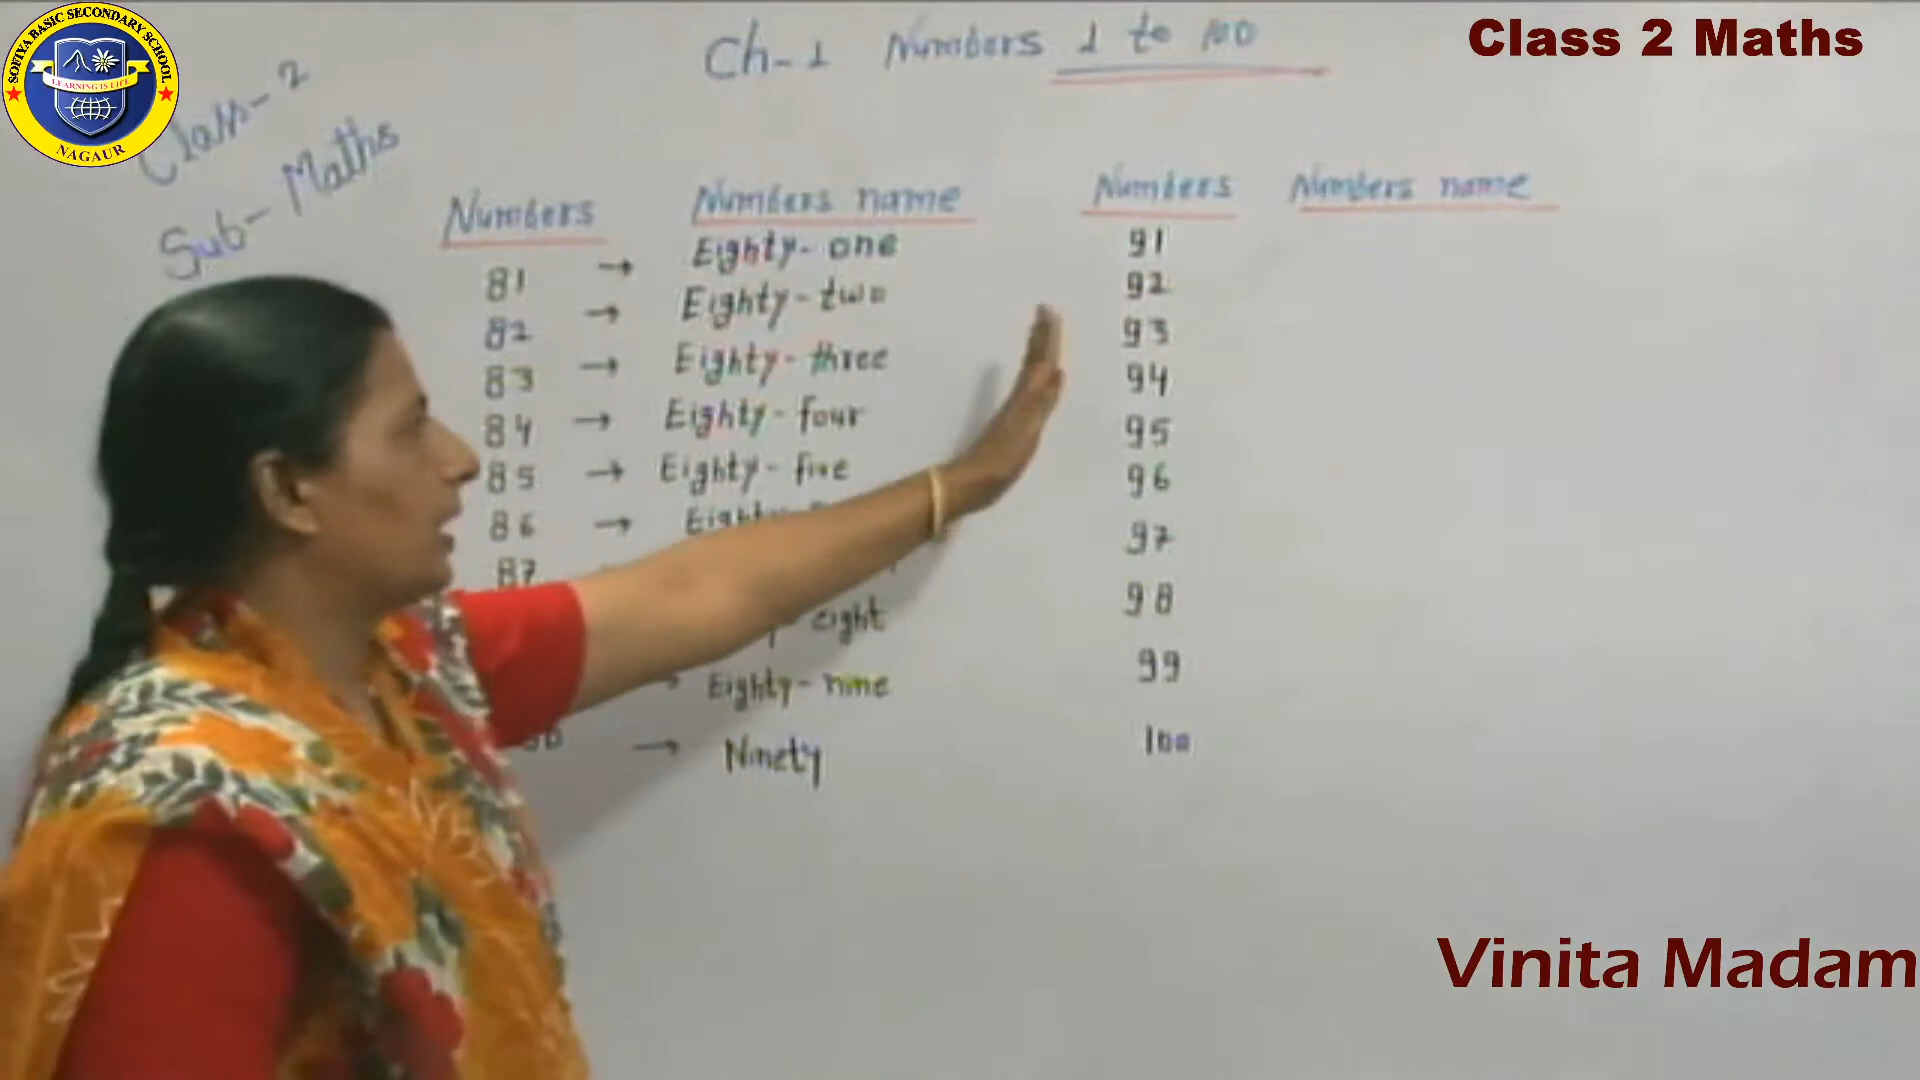 SOFIYA BASIC SECONDARY SCHOOL
LEARNING IS LIFE
NAGAUR
Class 2 Maths
Class-2
Sub-Maths
Ch-1 Numbers 1 to 100
Numbers Numbers name Numbers Numbers name
81 → Eighty-one 91
82 → Eighty-two 92
83 → Eighty-three 93
84 → Eighty-four 94
85 → Eighty-five 95
86 → 96
87 97
eight 98
Eighty-nine 99
→ Ninety 100
Vinita Madam